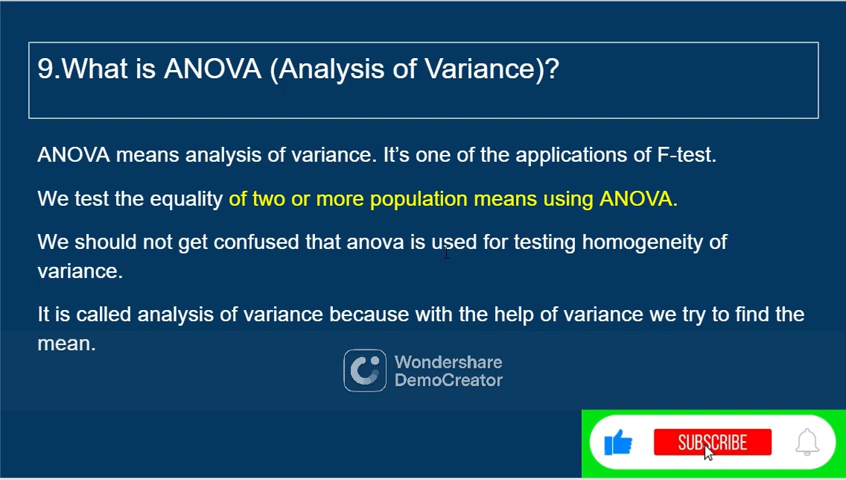 9.What is ANOVA (Analysis of Variance)?
ANOVA means analysis of variance. It's one of the applications of F-test.
We test the equality of two or more population means using ANOVA.
We should not get confused that anova is used for testing homogeneity of
variance.
It is called analysis of variance because with the help of variance we try to find the
mean.
Wondershare
DemoCreator
SUBSCRIBE